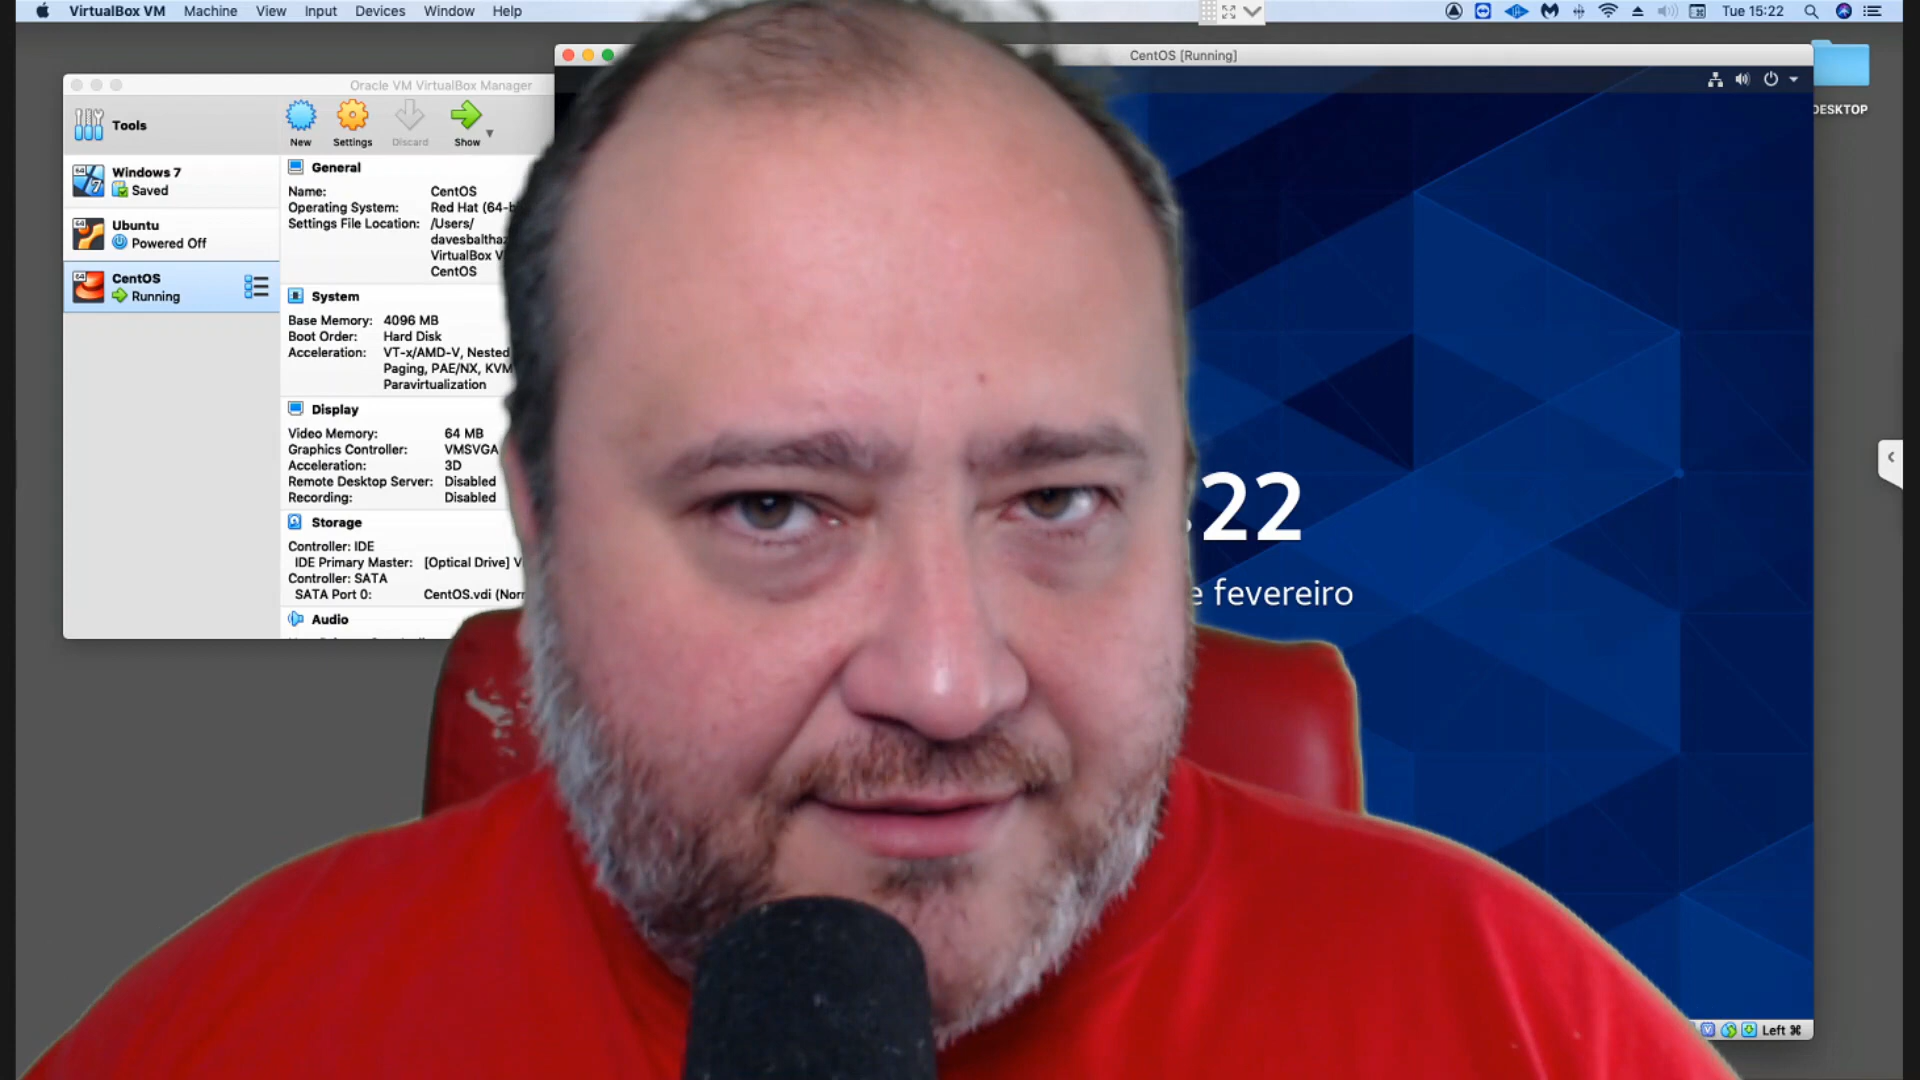 VirtualBox VM Machine View Input Devices Window Help
Tue 15:22
CentOS [Running]
DESKTOP
Oracle VM VirtualBox Manager
Tools
New Settings Discard Show
Windows 7
Saved
Ubuntu
Powered Off
CentOS
Running
General
Name: CentOS
Operating System: Red Hat (64-b
Settings File Location: /Users/
davesbaltha
VirtualBox V
CentOS
System
Base Memory: 4096 MB
Boot Order: Hard Disk
Acceleration: VT-x/AMD-V, Nested
Paging, PAE/NX, KVM
Paravirtualization
Display
Video Memory: 64 MB
Graphics Controller: VMSVGA
Acceleration: 3D
Remote Desktop Server: Disabled
Recording: Disabled
Storage
Controller: IDE
IDE Primary Master: [Optical Drive] V
Controller: SATA
SATA Port 0: CentOS.vdi (Norm
Audio
:22
e fevereiro
Left ⌘